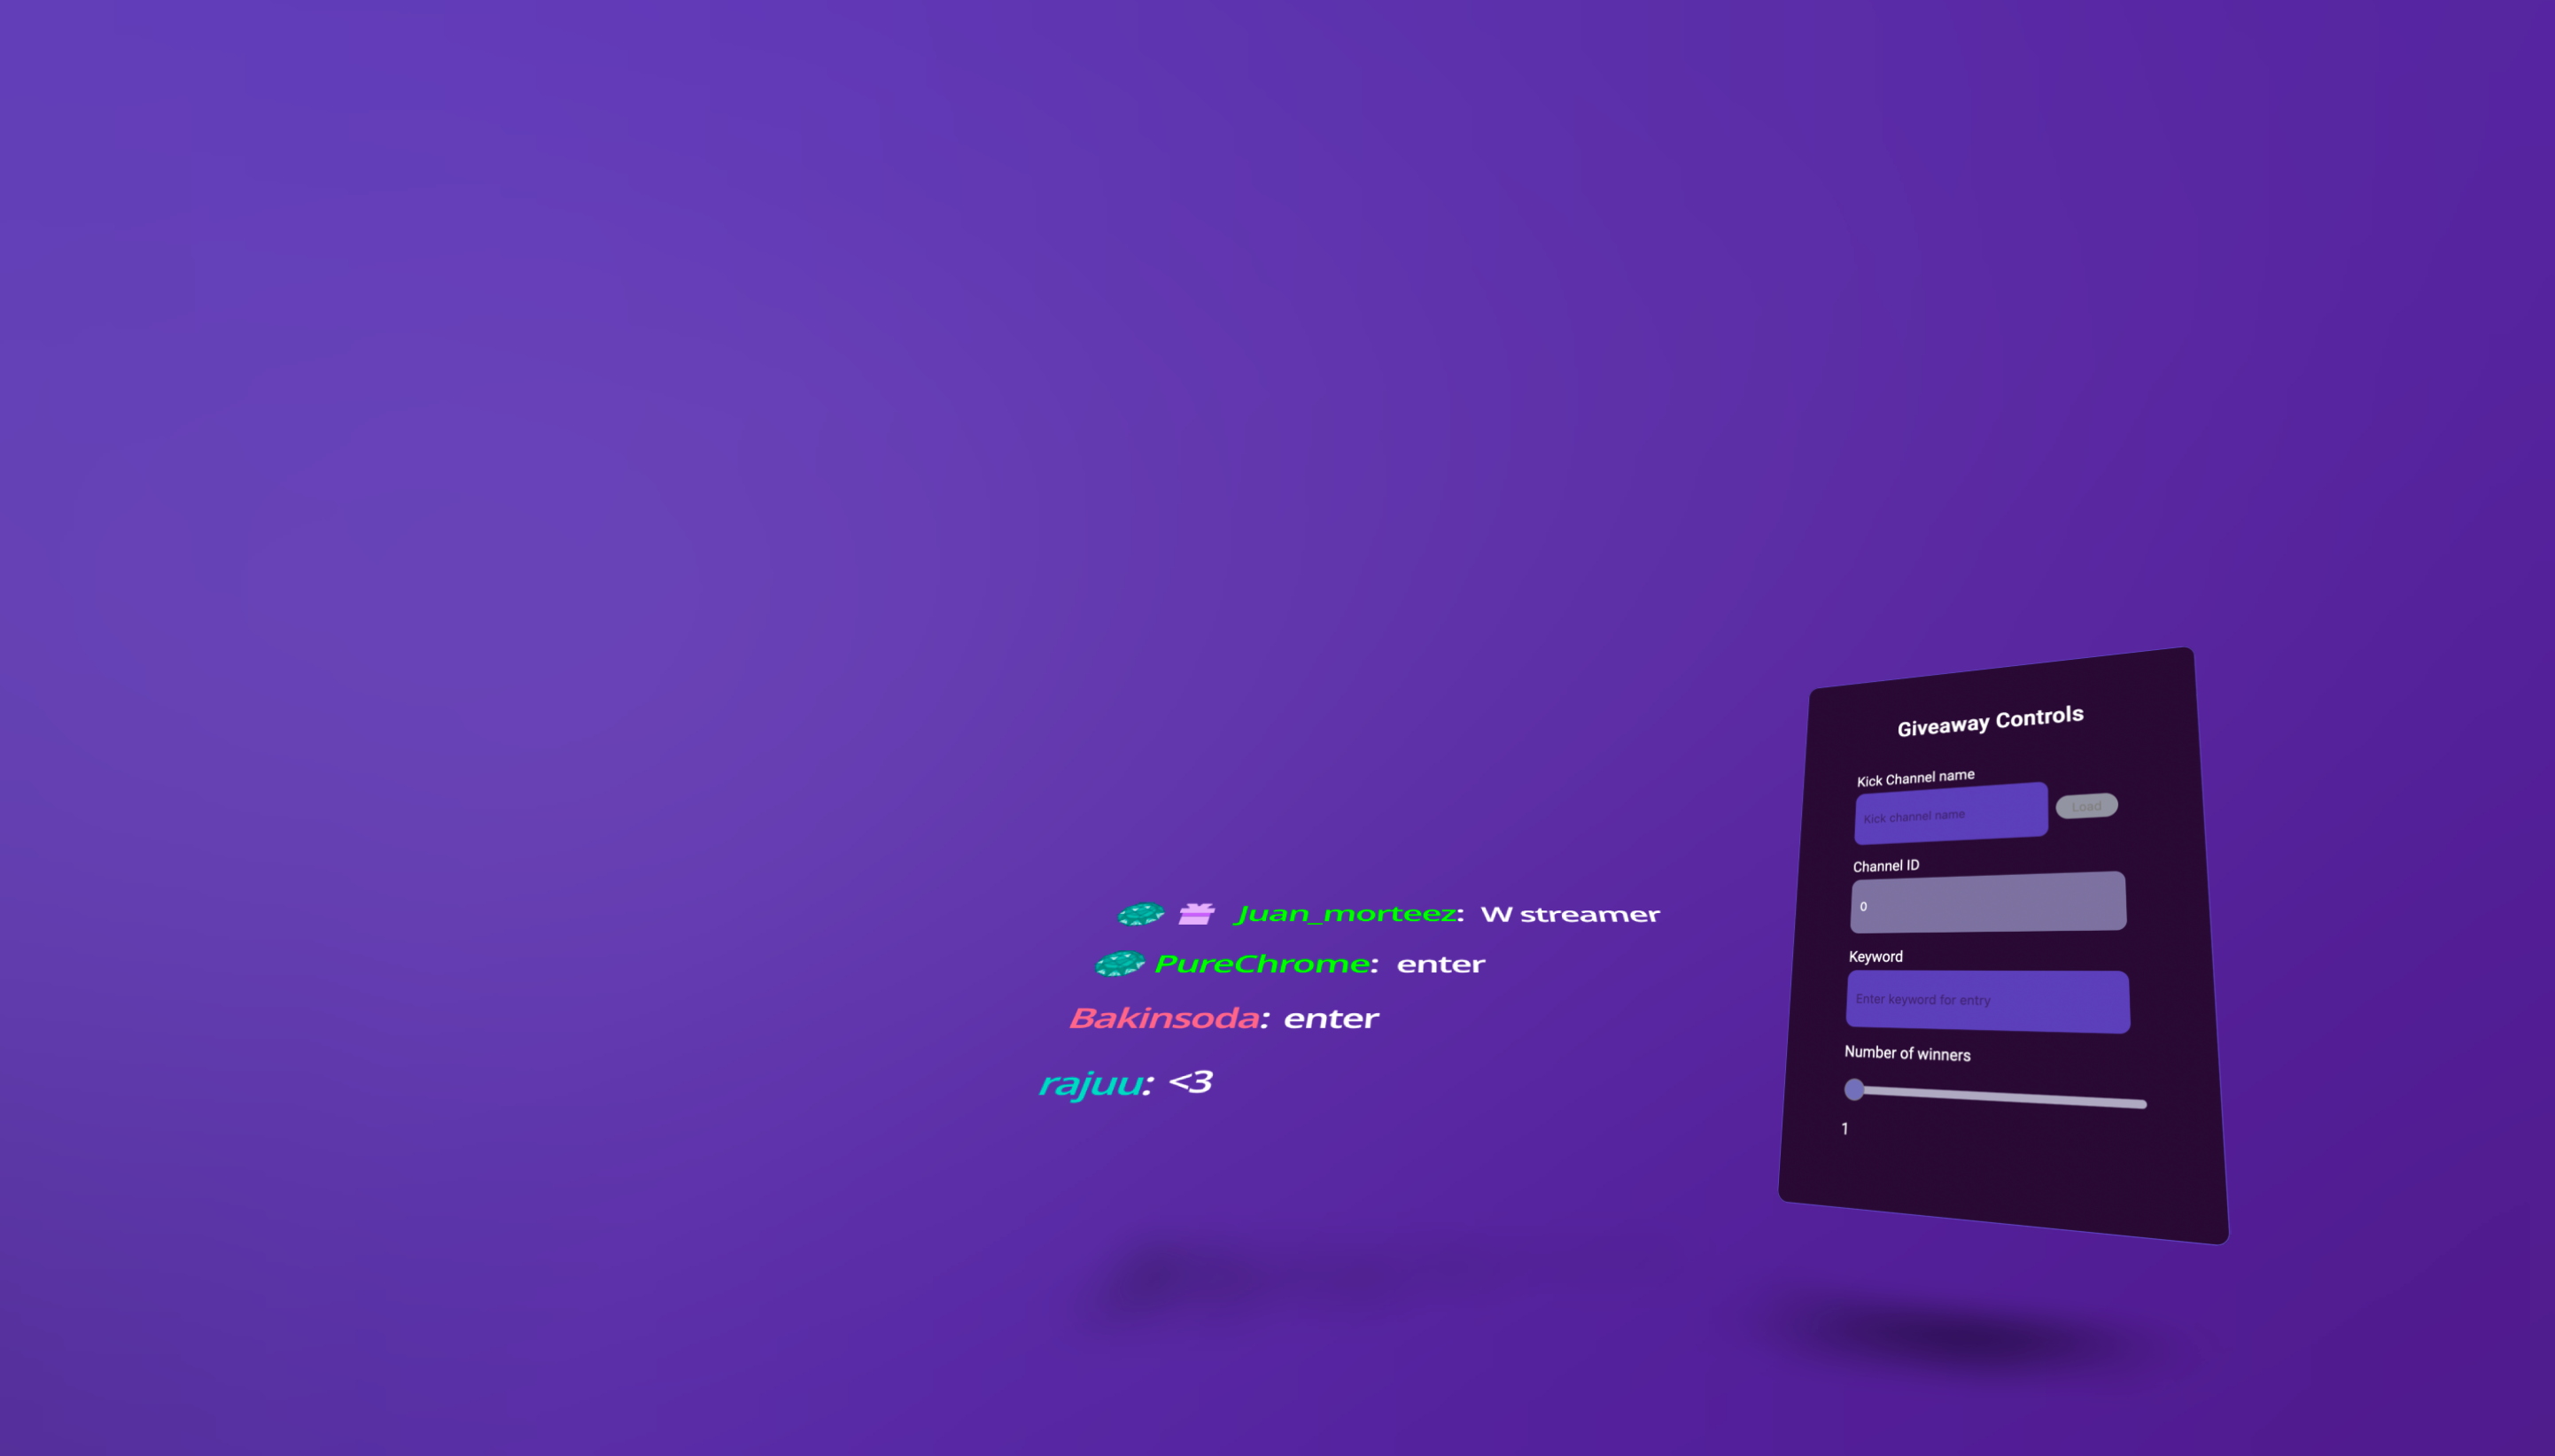 Juan_morteez: W streamer
PureChrome: enter
Bakinsoda: enter
rajuu: <3
Giveaway Controls
Kick Channel name
Kick channel name
Load
Channel ID
0
Keyword
Enter keyword for entry
Number of winners
1